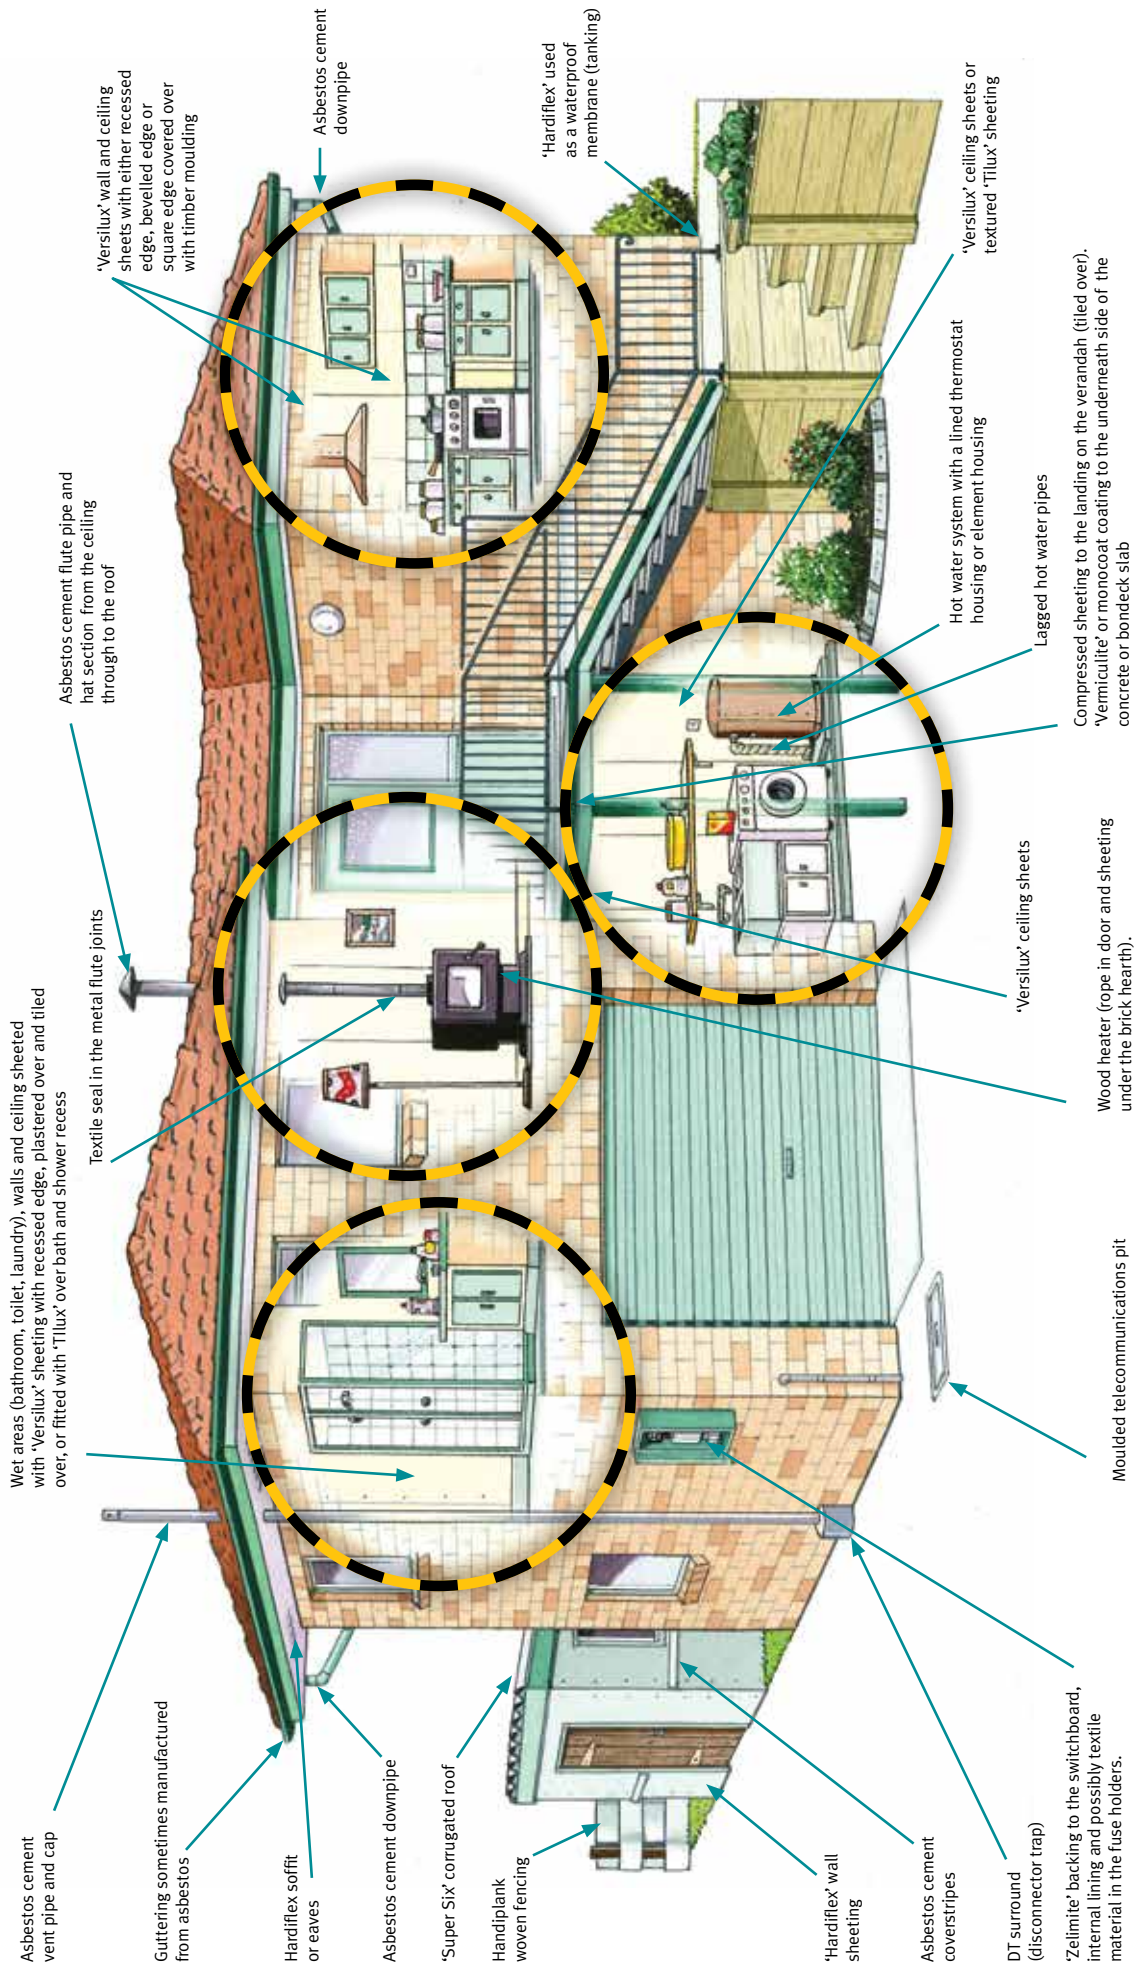 Asbestos cement
vent pipe and cap
Wet areas (bathroom, toilet, laundry), walls and ceiling sheeted
with 'Versilux' sheeting with recessed edge, plastered over and tiled
over, or fitted with 'TIlux' over bath and shower recess
Textile seal in the metal flute joints
Asbestos cement flute pipe and
hat section from the ceiling
through to the roof
'Versilux' wall and ceiling
sheets with either recessed
edge, bevelled edge or
square edge covered over
with timber moulding
Asbestos cement
downpipe
Guttering sometimes manufactured
from asbestos
Hardiflex soffit
or eaves
Asbestos cement downpipe
'Super Six' corrugated roof
Handiplank
woven fencing
'Hardiflex' used
as a waterproof
membrane (tanking)
'Hardiflex' wall
sheeting
Asbestos cement
coverstripes
DT surround
(disconnector trap)
'Zelimite' backing to the switchboard,
internal lining and possibly textile
material in the fuse holders.
Moulded telecommunications pit
Wood heater (rope in door and sheeting
under the brick hearth).
'Versilux' ceiling sheets
Compressed sheeting to the landing on the verandah (tiled over).
'Vermiculite' or monocoat coating to the underneath side of the
concrete or bondeck slab
Lagged hot water pipes
Hot water system with a lined thermostat
housing or element housing
'Versilux' ceiling sheets or
textured 'Tilux' sheeting